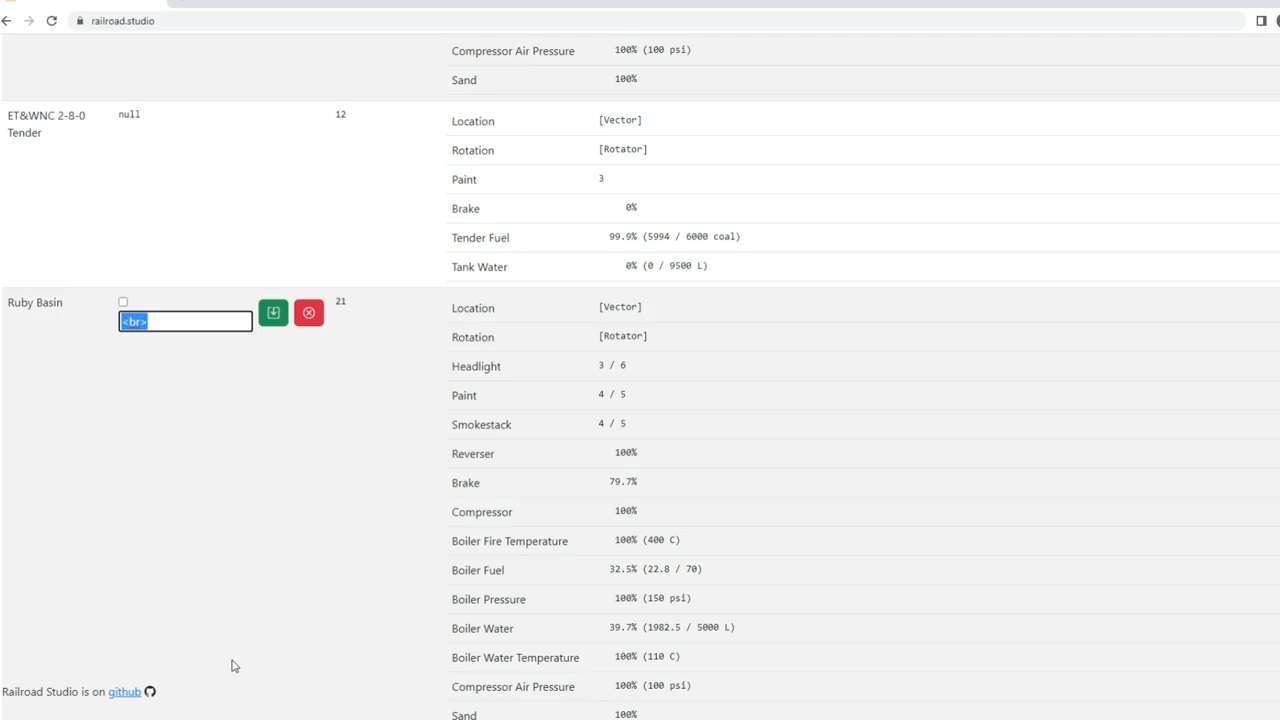 railroad.studio
Compressor Air Pressure 100% (100 psi)
Sand 100%
ET&WNC 2-8-0 Tender null 12
Location [Vector]
Rotation [Rotator]
Paint 3
Brake 0%
Tender Fuel 99.9% (5994 / 6000 coal)
Tank Water 0% (0 / 9500 L)
Ruby Basin 21
<br>
Location [Vector]
Rotation [Rotator]
Headlight 3 / 6
Paint 4 / 5
Smokestack 4 / 5
Reverser 100%
Brake 79.7%
Compressor 100%
Boiler Fire Temperature 100% (400 C)
Boiler Fuel 32.5% (22.8 / 70)
Boiler Pressure 100% (150 psi)
Boiler Water 39.7% (1982.5 / 5000 L)
Boiler Water Temperature 100% (110 C)
Compressor Air Pressure 100% (100 psi)
Sand 100%
Railroad Studio is on github